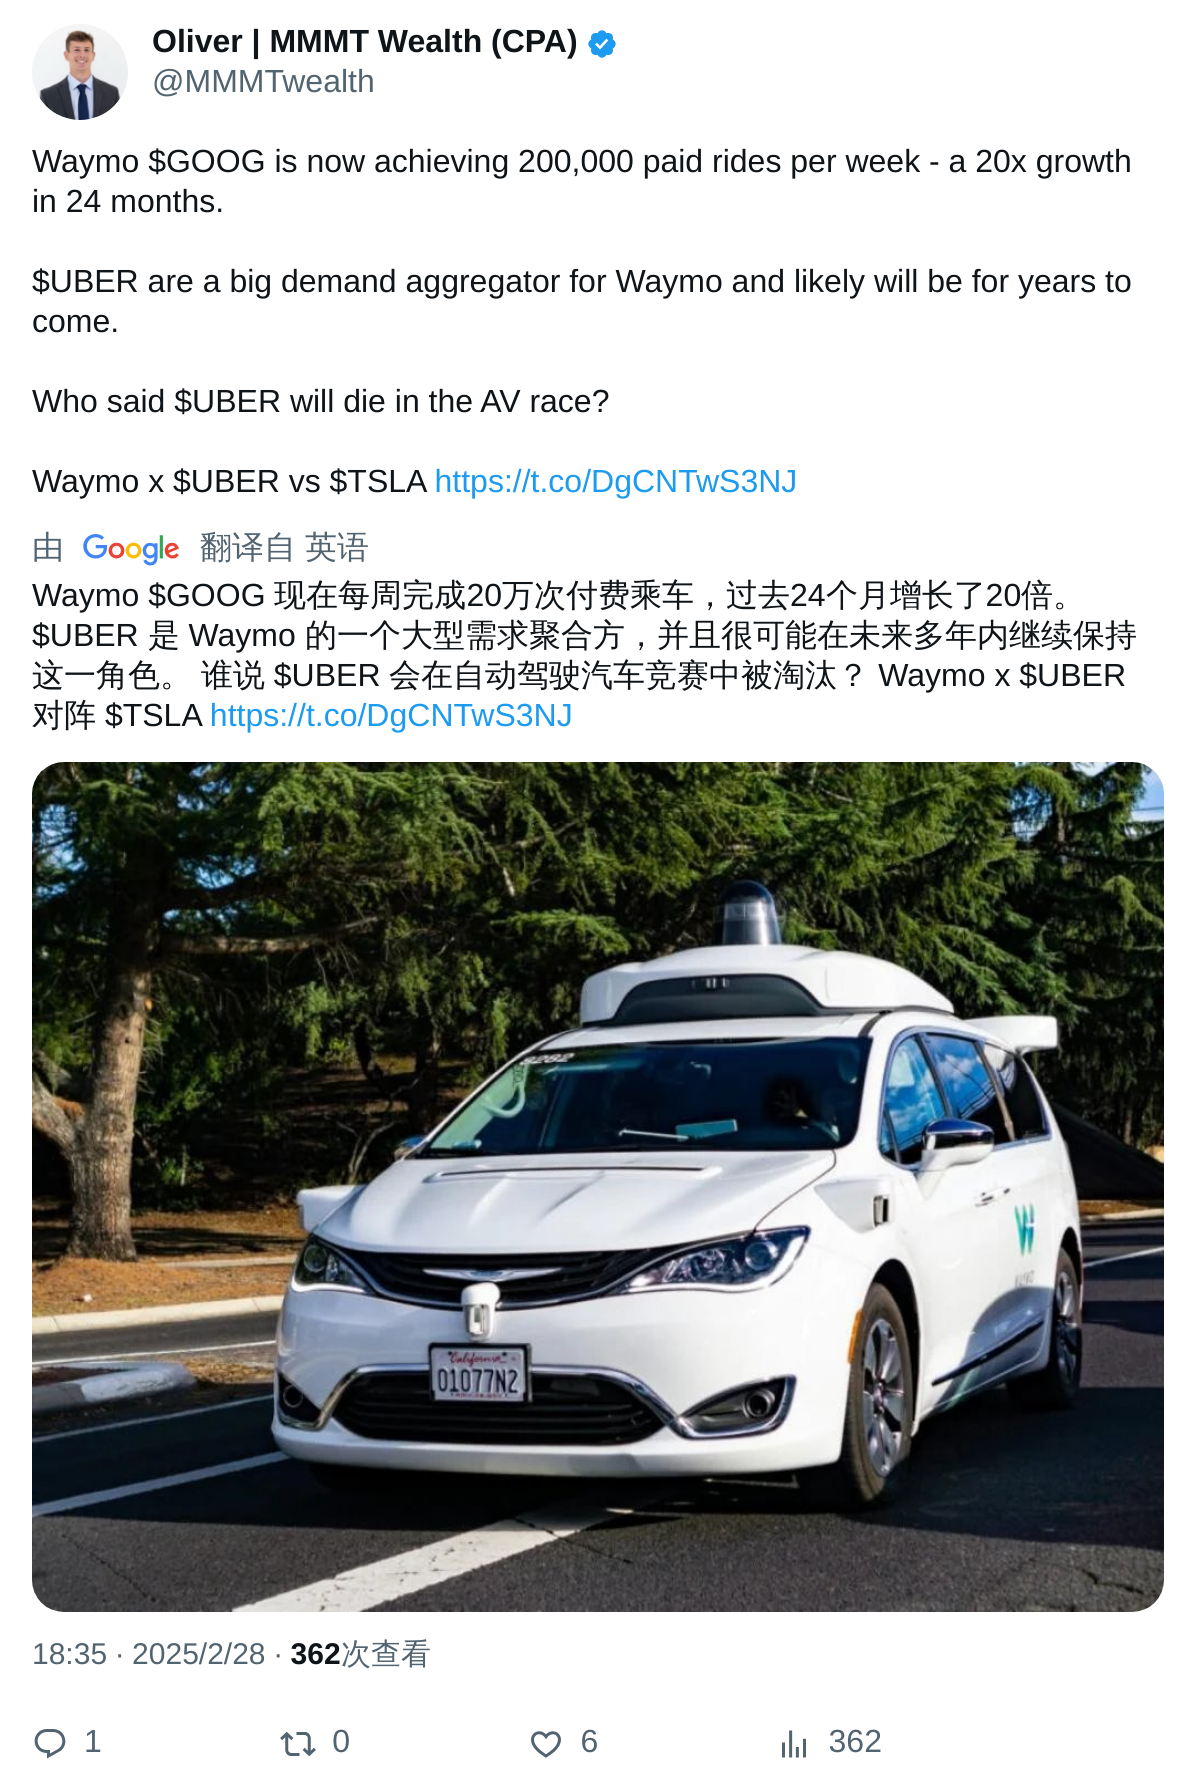 Oliver | MMMT Wealth (CPA)
@MMMTwealth
Waymo $GOOG is now achieving 200,000 paid rides per week - a 20x growth
in 24 months.
$UBER are a big demand aggregator for Waymo and likely will be for years to
come.
Who said $UBER will die in the AV race?
Waymo x $UBER vs $TSLA https://t.co/DgCNTwS3NJ
由 Google 翻译自 英语
Waymo $GOOG 现在每周完成20万次付费乘车，过去24个月增长了20倍。
$UBER 是 Waymo 的一个大型需求聚合方，并且很可能在未来多年内继续保持
这一角色。 谁说 $UBER 会在自动驾驶汽车竞赛中被淘汰？ Waymo x $UBER
对阵 $TSLA https://t.co/DgCNTwS3NJ
California
01077N2
18:35 · 2025/2/28 · 362次查看
1 0 6 362